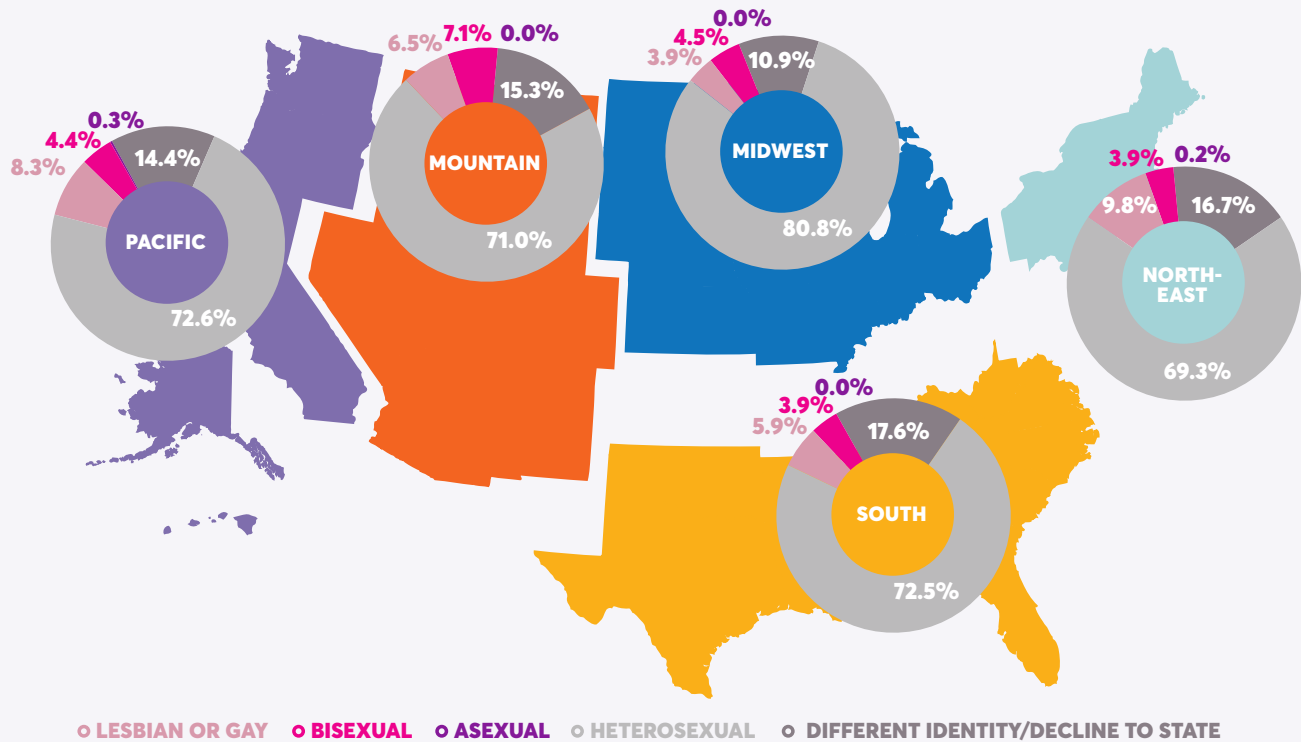 0.3%
4.4%
8.3%
14.4%
PACIFIC
72.6%
6.5%
7.1%
0.0%
15.3%
MOUNTAIN
71.0%
0.0%
4.5%
3.9%
10.9%
MIDWEST
80.8%
3.9%
0.2%
9.8%
16.7%
NORTH-
EAST
69.3%
0.0%
3.9%
5.9%
17.6%
SOUTH
72.5%
LESBIAN OR GAY
BISEXUAL
ASEXUAL
HETEROSEXUAL
DIFFERENT IDENTITY/DECLINE TO STATE